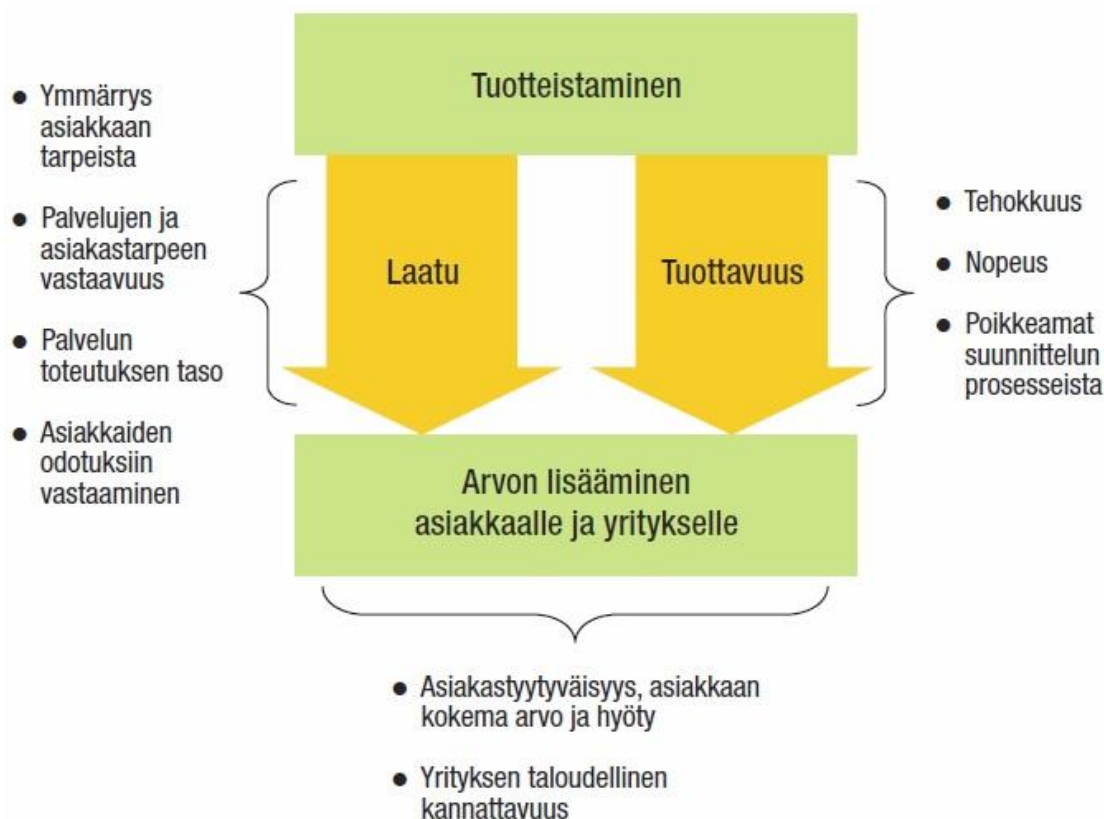 Tuotteistaminen
● Ymmärrys
asiakkaan
tarpeista
● Palvelujen ja
asiakastarpeen
vastaavuus
● Palvelun
toteutuksen taso
● Asiakkaiden
odotuksiin
vastaaminen
Laatu
Tuottavuus
● Tehokkuus
● Nopeus
● Poikkeamat
suunnittelun
prosesseista
Arvon lisääminen
asiakkaalle ja yritykselle
● Asiakastyytyväisyys, asiakkaan
kokema arvo ja hyöty
● Yrityksen taloudellinen
kannattavuus